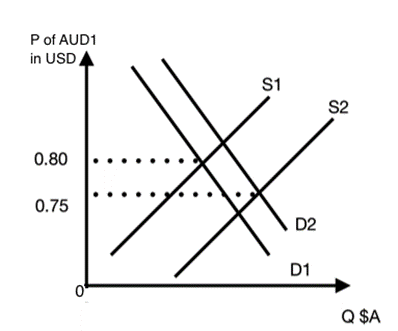 P of AUD1
in USD
S1
S2
0.80
0.75
D2
D1
0
Q $A